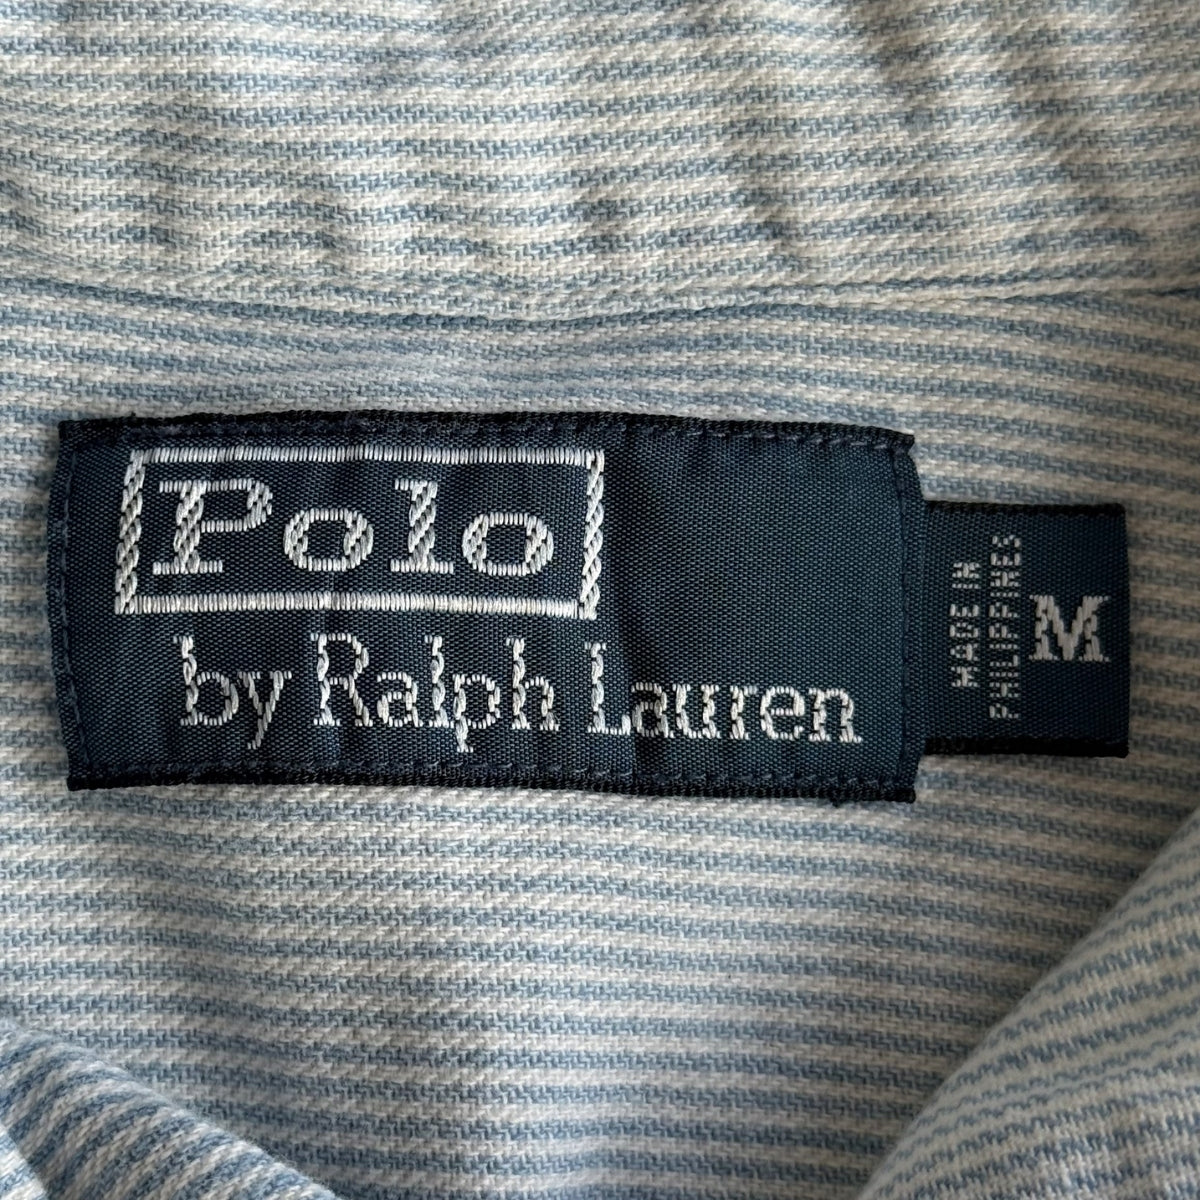 Polo
by Ralph Lauren
MADE IN
PHILIPPINES
M